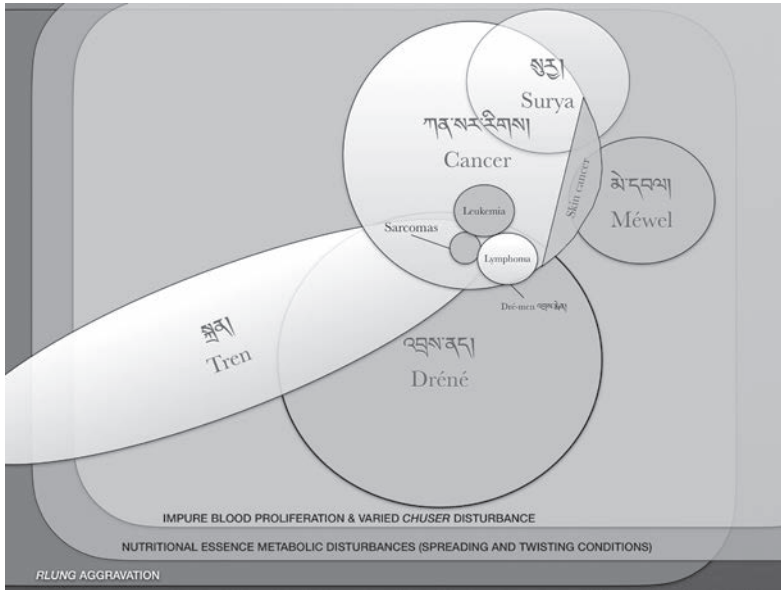 སུརྱ།
Surya
ཀན་སར་རིགས།
Cancer
Skin cancer
མེ་དབལ།
Méwel
Leukemia
Sarcomas
Lymphoma
Dré-men འབྲས་སྨེན།
སྐྲན།
Tren
འབྲས་ནད།
Dréné
IMPURE BLOOD PROLIFERATION & VARIED CHUSER DISTURBANCE
NUTRITIONAL ESSENCE METABOLIC DISTURBANCES (SPREADING AND TWISTING CONDITIONS)
RLUNG AGGRAVATION